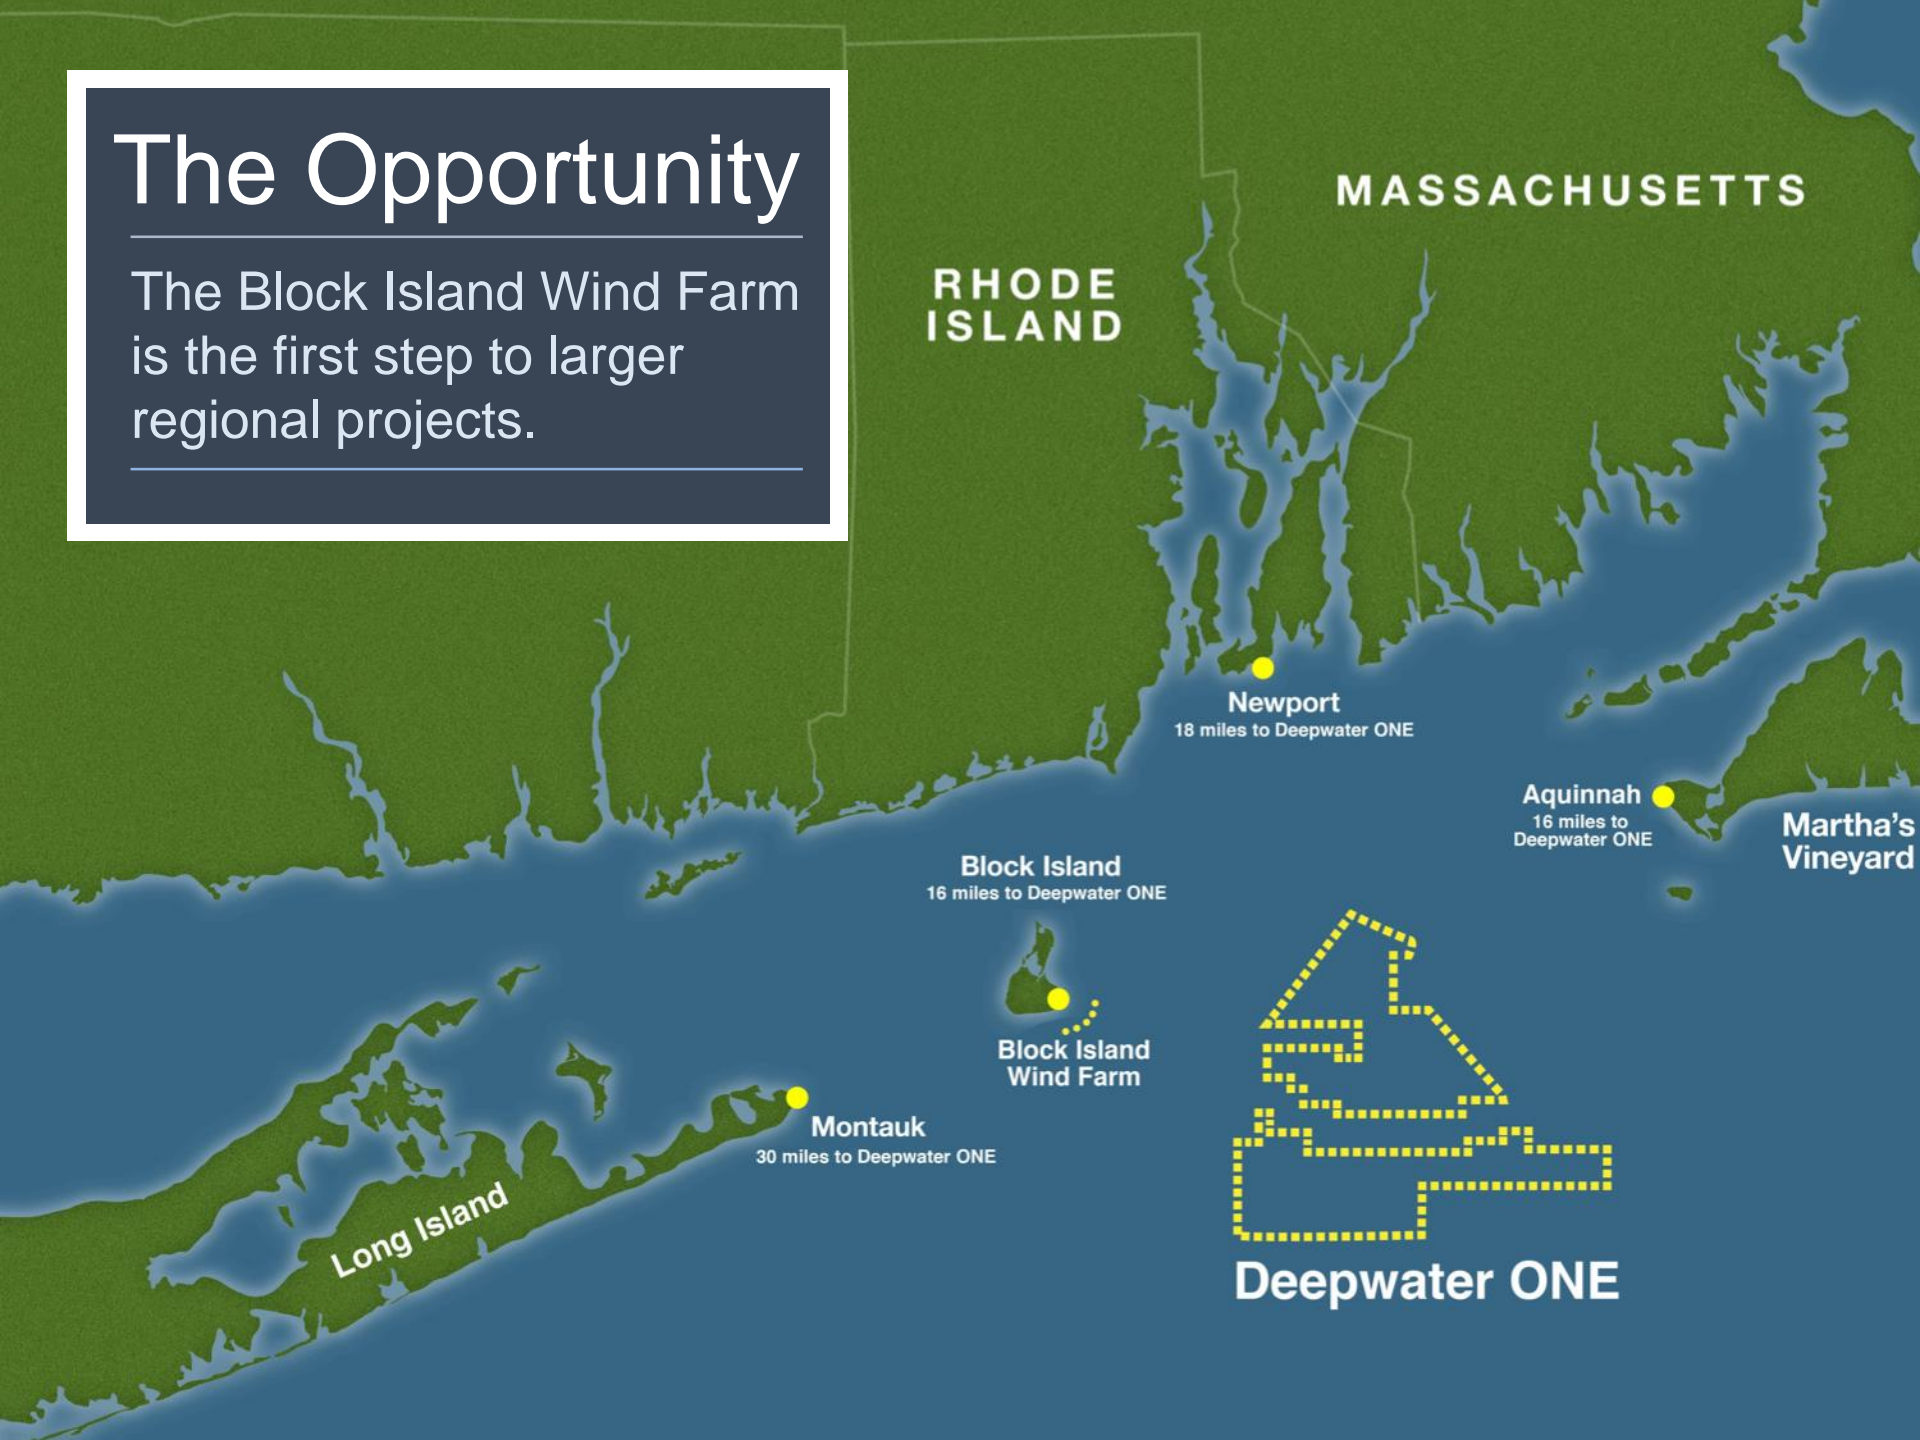 The Opportunity
The Block Island Wind Farm
is the first step to larger
regional projects.
MASSACHUSETTS
RHODE
ISLAND
Newport
18 miles to Deepwater ONE
Aquinnah
16 miles to
Deepwater ONE
Martha's
Vineyard
Block Island
16 miles to Deepwater ONE
Block Island
Wind Farm
Montauk
30 miles to Deepwater ONE
Long Island
Deepwater ONE